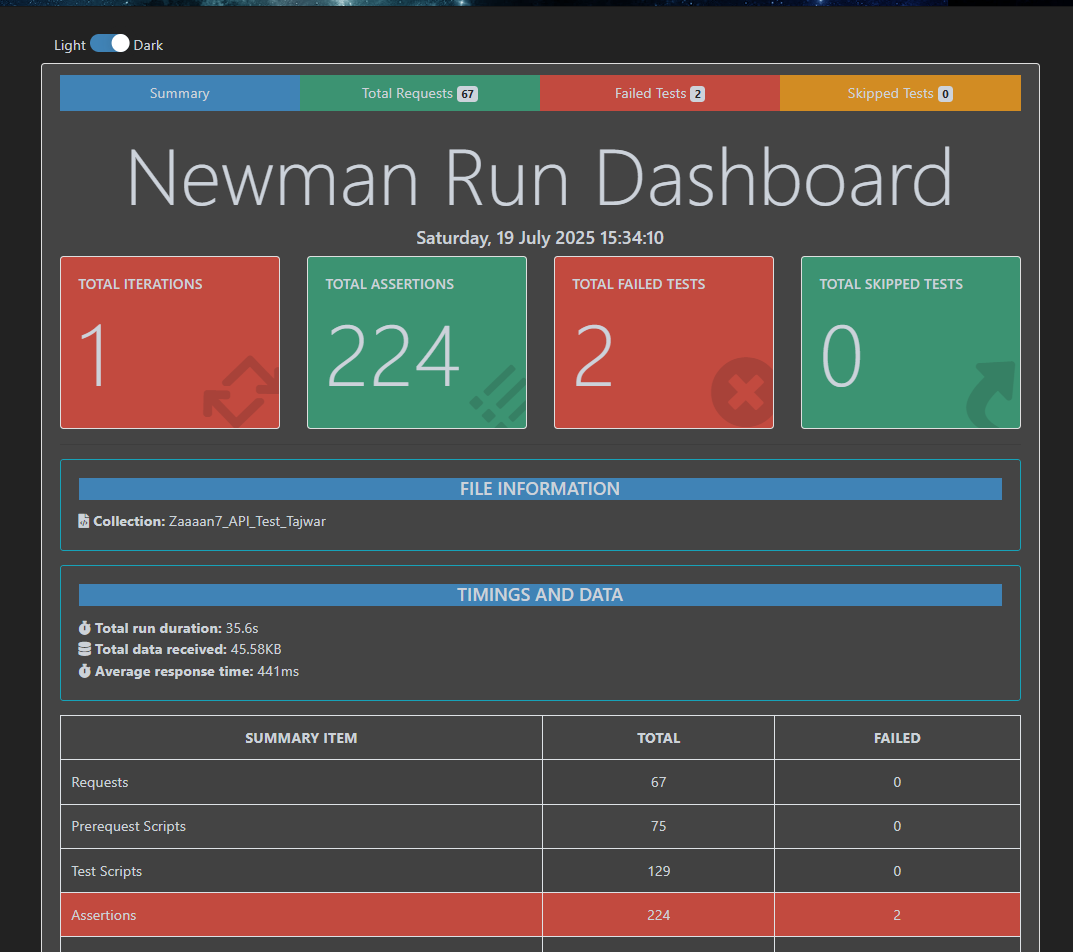 Light Dark
Summary Total Requests 67 Failed Tests 2 Skipped Tests 0
Newman Run Dashboard
Saturday, 19 July 2025 15:34:10
TOTAL ITERATIONS TOTAL ASSERTIONS TOTAL FAILED TESTS TOTAL SKIPPED TESTS
1 224 2 0
FILE INFORMATION
Collection: Zaaaan7_API_Test_Tajwar
TIMINGS AND DATA
Total run duration: 35.6s
Total data received: 45.58KB
Average response time: 441ms
SUMMARY ITEM TOTAL FAILED
Requests 67 0
Prerequest Scripts 75 0
Test Scripts 129 0
Assertions 224 2